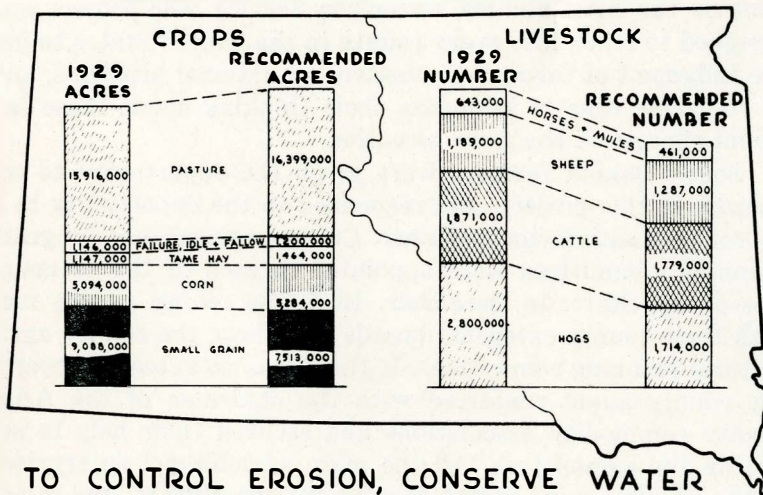 CROPS
1929 ACRES
RECOMMENDED ACRES
15,916,000
PASTURE
16,399,000
1,146,000
FAILURE, IDLE + FALLOW
1,200,000
1,147,000
TAME HAY
1,464,000
5,094,000
CORN
5,284,000
9,085,000
SMALL GRAIN
7,513,000
LIVESTOCK
1929 NUMBER
RECOMMENDED NUMBER
643,000
HORSES + MULES
461,000
1,189,000
SHEEP
1,287,000
1,871,000
CATTLE
1,779,000
2,800,000
HOGS
1,714,000
TO CONTROL EROSION, CONSERVE WATER